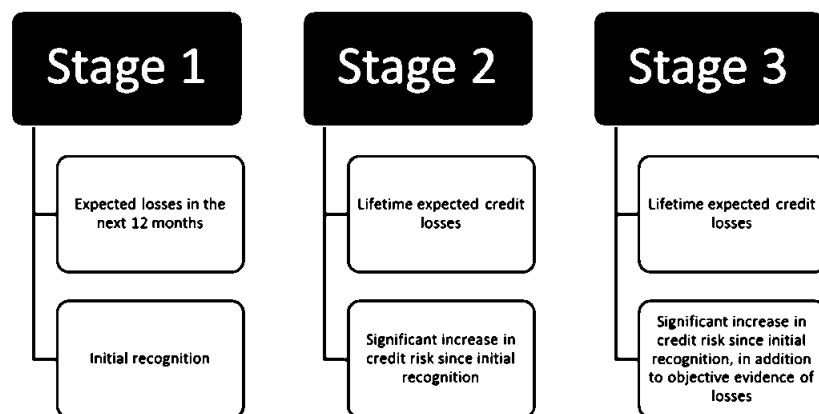 Stage 1
Expected losses in the
next 12 months
Initial recognition
Stage 2
Lifetime expected credit
losses
Significant increase in
credit risk since initial
recognition
Stage 3
Lifetime expected credit
losses
Significant increase in
credit risk since initial
recognition, in addition
to objective evidence of
losses